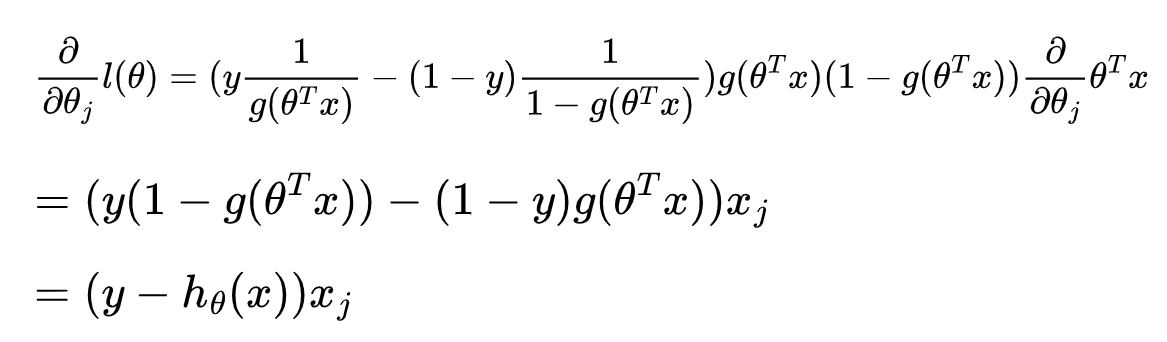 ∂/∂θ_j l(θ) = (y 1/g(θ^T x) − (1 − y) 1/(1 − g(θ^T x)))g(θ^T x)(1 − g(θ^T x)) ∂/∂θ_j θ^T x
= (y(1 − g(θ^T x)) − (1 − y)g(θ^T x))x_j
= (y − h_θ(x))x_j